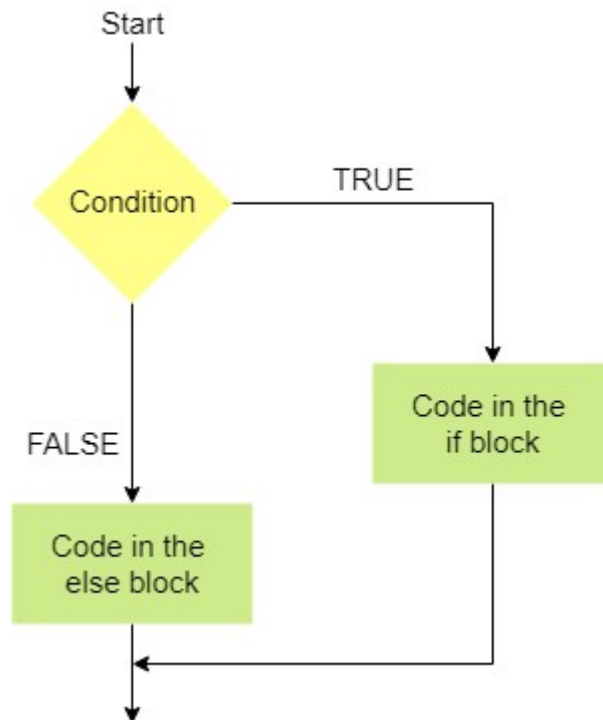 Start
Condition
TRUE
Code in the
if block
FALSE
Code in the
else block